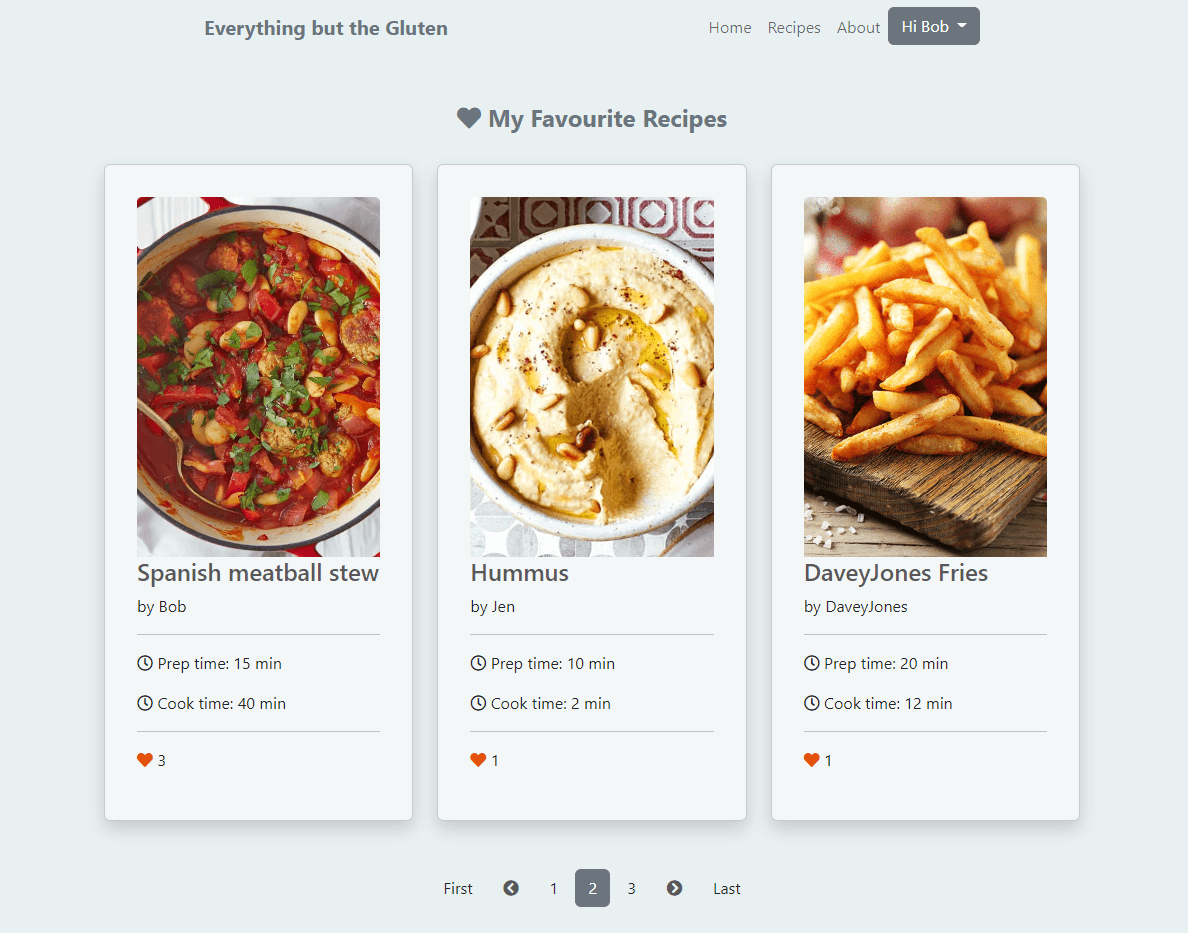 Everything but the Gluten
Home Recipes About Hi Bob
My Favourite Recipes
Spanish meatball stew
by Bob
Prep time: 15 min
Cook time: 40 min
3
Hummus
by Jen
Prep time: 10 min
Cook time: 2 min
1
DaveyJones Fries
by DaveyJones
Prep time: 20 min
Cook time: 12 min
1
First 1 2 3 Last